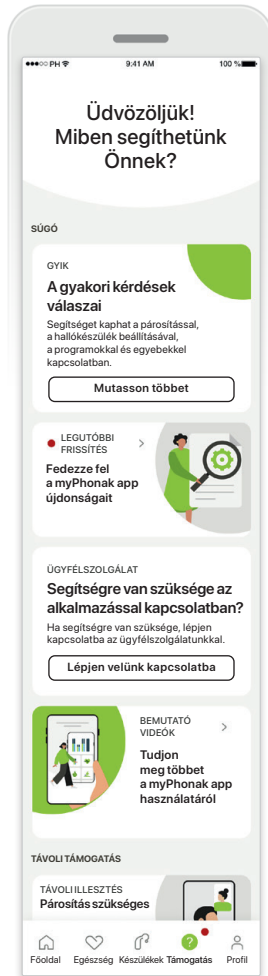 PH
9:41 AM
100 %
Üdvözöljük!
Miben segíthetünk
Önnek?
SÚGÓ
GYIK
A gyakori kérdések
válaszai
Segítséget kaphat a párosítással,
a hallókészülék beállításával,
a programokkal és egyebekkel
kapcsolatban.
Mutasson többet
LEGUTÓBBI
FRISSÍTÉS
Fedezze fel
a myPhonak app
újdonságait
ÜGYFÉLSZOLGÁLAT
Segítségre van szüksége az
alkalmazással kapcsolatban?
Ha segítségre van szüksége, lépjen
kapcsolatba az ügyfélszolgálatunkkal.
Lépjen velünk kapcsolatba
BEMUTATÓ
VIDEÓK
Tudjon
meg többet
a myPhonak app
használatáról
TÁVOLI TÁMOGATÁS
TÁVOLI ILLESZTÉS
Párosítás szükséges
Főoldal Egészség Készülékek Támogatás Profil